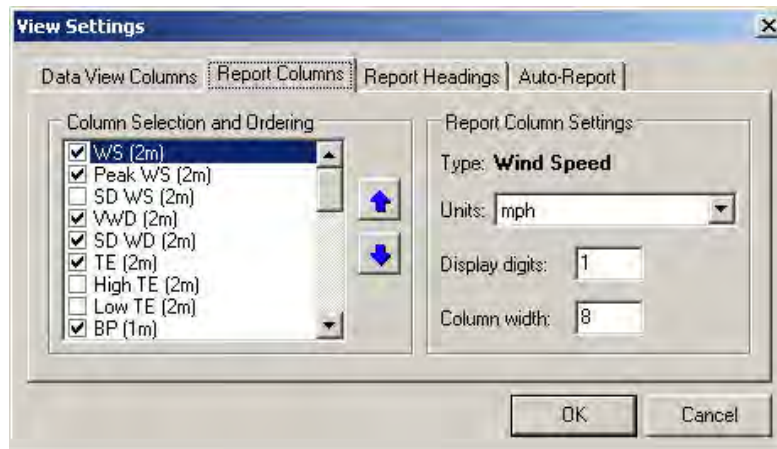 View Settings
Data View Columns Report Columns Report Headings Auto-Report
Column Selection and Ordering
WS (2m)
Peak WS (2m)
SD WS (2m)
VWD (2m)
SD WD (2m)
TE (2m)
High TE (2m)
Low TE (2m)
BP (1m)
Report Column Settings
Type: Wind Speed
Units: mph
Display digits: 1
Column width: 8
OK Cancel